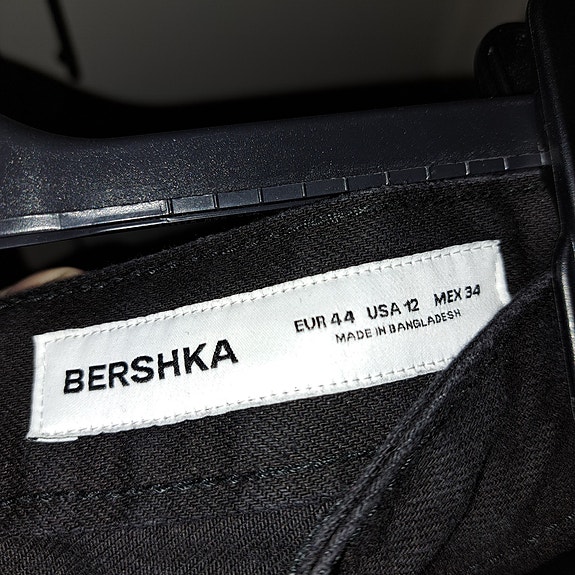 BERSHKA
EUR 44 USA 12 MEX 34
MADE IN BANGLADESH